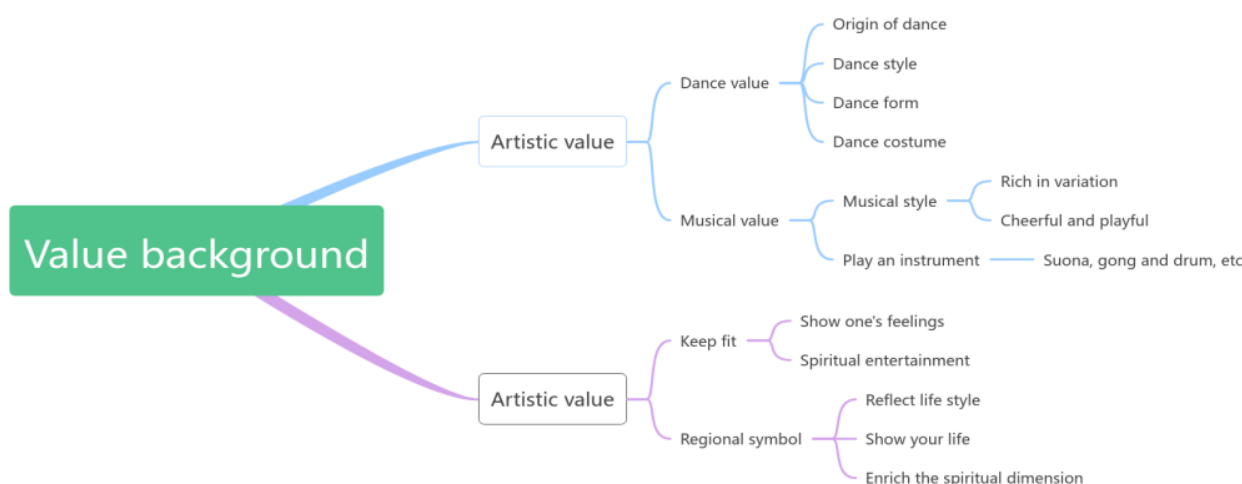 Value background
Artistic value
Dance value
Origin of dance
Dance style
Dance form
Dance costume
Musical value
Musical style
Rich in variation
Cheerful and playful
Play an instrument
Suona, gong and drum, etc
Artistic value
Keep fit
Show one's feelings
Spiritual entertainment
Regional symbol
Reflect life style
Show your life
Enrich the spiritual dimension